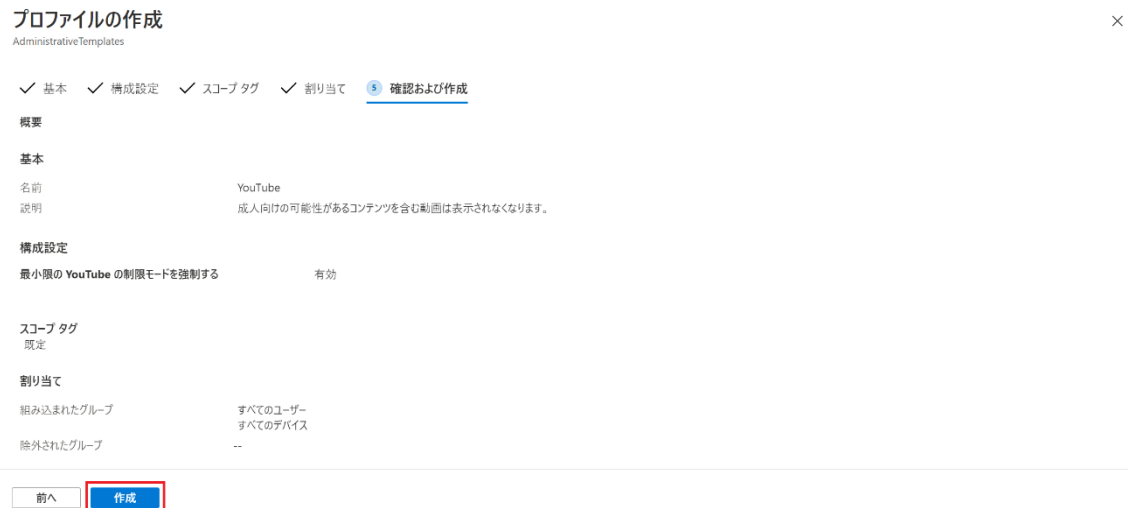 プロファイルの作成
AdministrativeTemplates
基本 構成設定 スコープ タグ 割り当て 5 確認および作成
概要
基本
名前 YouTube
説明 成人向けの可能性があるコンテンツを含む動画は表示されなくなります。
構成設定
最小限の YouTube の制限モードを強制する 有効
スコープ タグ
既定
割り当て
組み込まれたグループ すべてのユーザー
すべてのデバイス
除外されたグループ --
前へ 作成